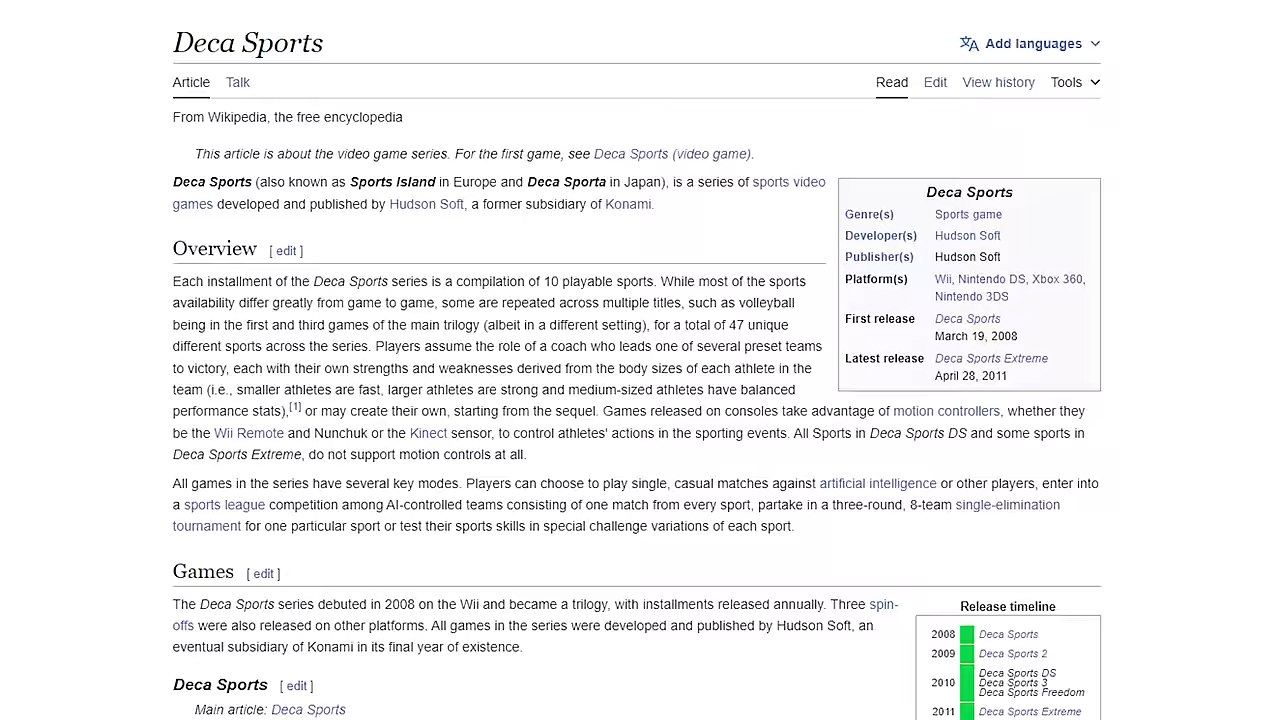 Deca Sports
Add languages
Article Talk
Read Edit View history Tools
From Wikipedia, the free encyclopedia
This article is about the video game series. For the first game, see Deca Sports (video game).
Deca Sports (also known as Sports Island in Europe and Deca Sporta in Japan), is a series of sports video
games developed and published by Hudson Soft, a former subsidiary of Konami.
Overview [ edit ]
Each installment of the Deca Sports series is a compilation of 10 playable sports. While most of the sports
availability differ greatly from game to game, some are repeated across multiple titles, such as volleyball
being in the first and third games of the main trilogy (albeit in a different setting), for a total of 47 unique
different sports across the series. Players assume the role of a coach who leads one of several preset teams
to victory, each with their own strengths and weaknesses derived from the body sizes of each athlete in the
team (i.e., smaller athletes are fast, larger athletes are strong and medium-sized athletes have balanced
performance stats),[1] or may create their own, starting from the sequel. Games released on consoles take advantage of motion controllers, whether they
be the Wii Remote and Nunchuk or the Kinect sensor, to control athletes' actions in the sporting events. All Sports in Deca Sports DS and some sports in
Deca Sports Extreme, do not support motion controls at all.
All games in the series have several key modes. Players can choose to play single, casual matches against artificial intelligence or other players, enter into
a sports league competition among AI-controlled teams consisting of one match from every sport, partake in a three-round, 8-team single-elimination
tournament for one particular sport or test their sports skills in special challenge variations of each sport.
Deca Sports
Genre(s) Sports game
Developer(s) Hudson Soft
Publisher(s) Hudson Soft
Platform(s) Wii, Nintendo DS, Xbox 360,
Nintendo 3DS
First release Deca Sports
March 19, 2008
Latest release Deca Sports Extreme
April 28, 2011
Games [ edit ]
The Deca Sports series debuted in 2008 on the Wii and became a trilogy, with installments released annually. Three spin-
offs were also released on other platforms. All games in the series were developed and published by Hudson Soft, an
eventual subsidiary of Konami in its final year of existence.
Deca Sports [ edit ]
Main article: Deca Sports
Release timeline
2008 Deca Sports
2009 Deca Sports 2
2010 Deca Sports DS
Deca Sports 3
Deca Sports Freedom
2011 Deca Sports Extreme